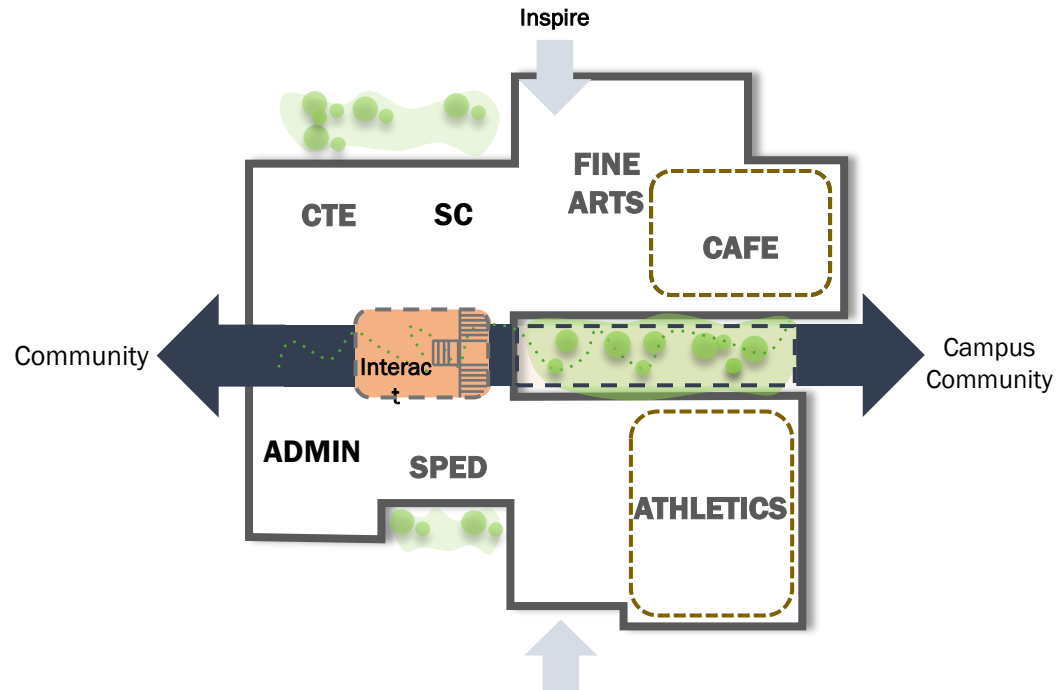 Inspire
FINE
ARTS
CTE
SC
CAFE
Community
Interac
t
Campus
Community
ADMIN
SPED
ATHLETICS